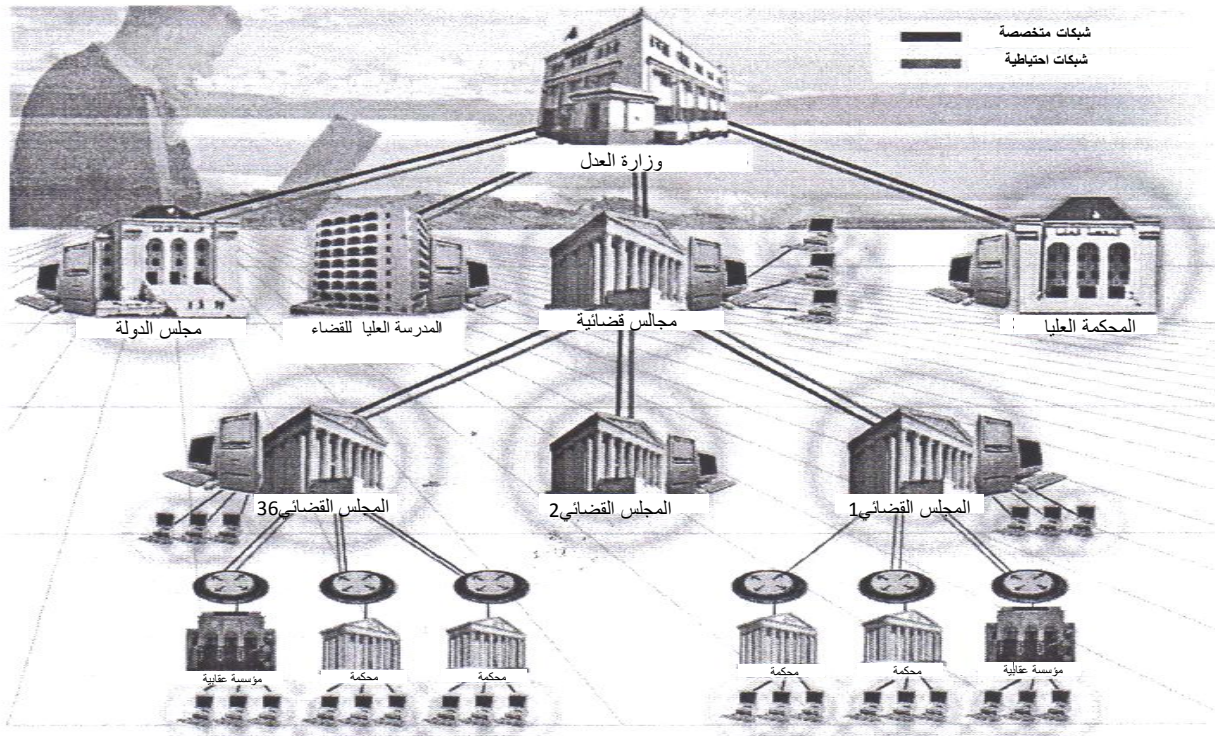 شبكات متخصصة
شبكات احتياطية
وزارة العدل
المحكمة العليا
مجالس قضائية
المدرسة العليا للقضاء
مجلس الدولة
المجلس القضائي1
المجلس القضائي2
المجلس القضائي36
مؤسسة عقابية
محكمة
محكمة
محكمة
محكمة
مؤسسة عقابية